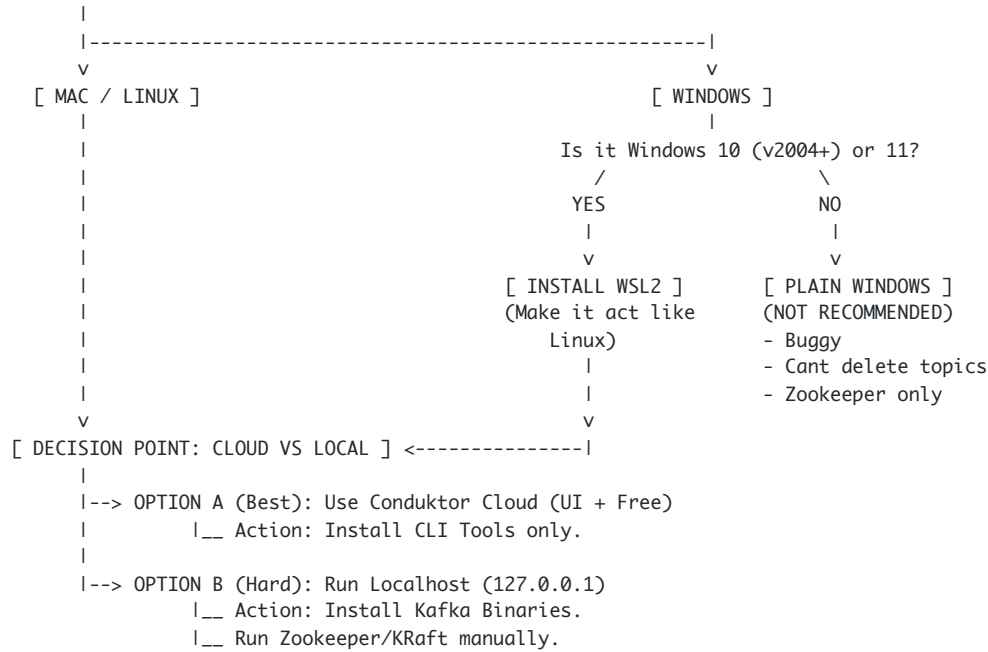 [ MAC / LINUX ] [ WINDOWS ]
Is it Windows 10 (v2004+) or 11?
YES NO
[ INSTALL WSL2 ] [ PLAIN WINDOWS ]
(Make it act like (NOT RECOMMENDED)
Linux) - Buggy
- Cant delete topics
- Zookeeper only
[ DECISION POINT: CLOUD VS LOCAL ] <---------------|
|--> OPTION A (Best): Use Conduktor Cloud (UI + Free)
|__ Action: Install CLI Tools only.
|--> OPTION B (Hard): Run Localhost (127.0.0.1)
|__ Action: Install Kafka Binaries.
|__ Run Zookeeper/KRaft manually.